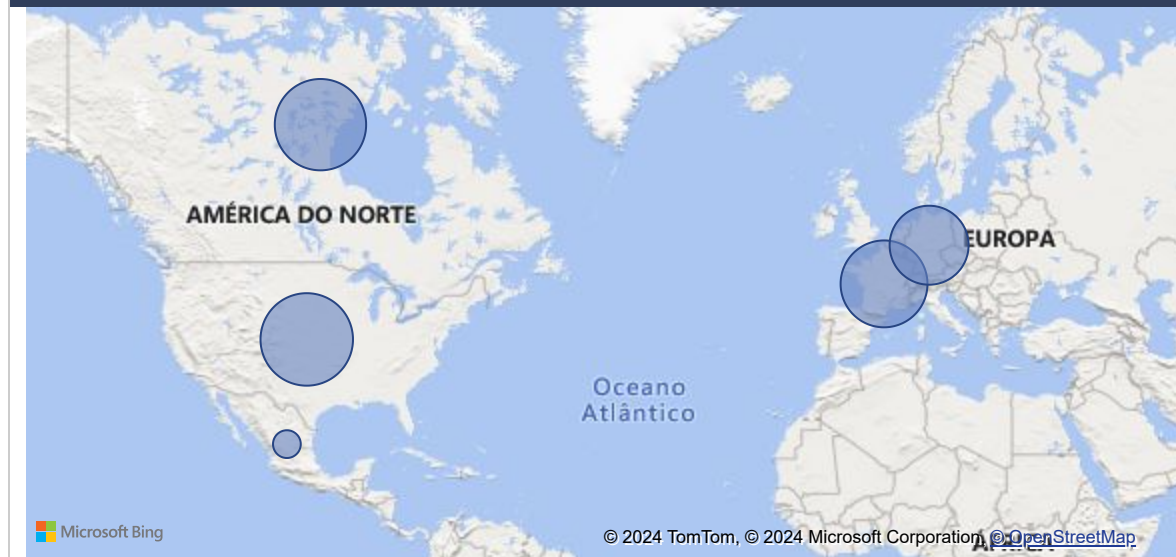 AMÉRICA DO NORTE
EUROPA
Oceano
Atlântico
Microsoft Bing
© 2024 TomTom, © 2024 Microsoft Corporation, © OpenStreetMap